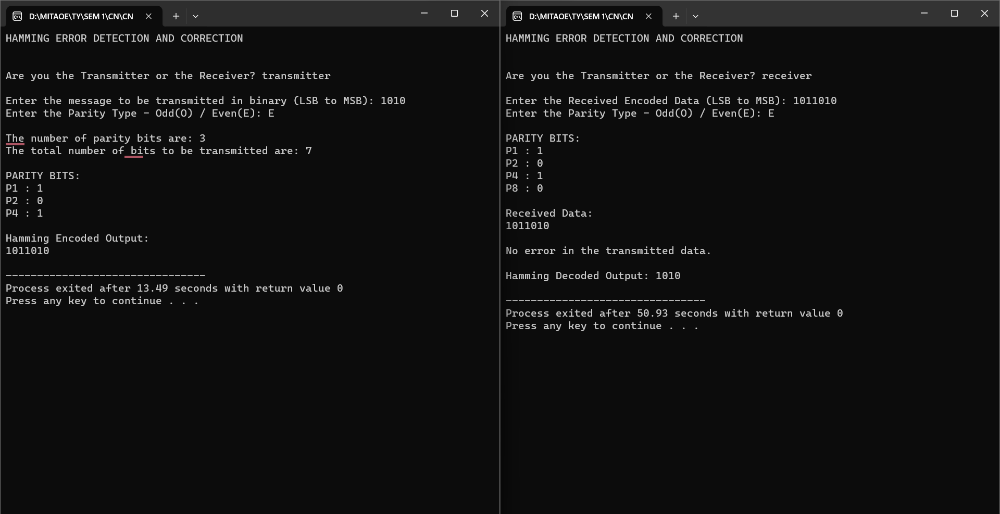 D:\MITAOE\TY\SEM 1\CN\CN
HAMMING ERROR DETECTION AND CORRECTION
Are you the Transmitter or the Receiver? transmitter
Enter the message to be transmitted in binary (LSB to MSB): 1010
Enter the Parity Type - Odd(O) / Even(E): E
The number of parity bits are: 3
The total number of bits to be transmitted are: 7
PARITY BITS:
P1 : 1
P2 : 0
P4 : 1
Hamming Encoded Output:
1011010
--------------------------------
Process exited after 13.49 seconds with return value 0
Press any key to continue . . .
D:\MITAOE\TY\SEM 1\CN\CN
HAMMING ERROR DETECTION AND CORRECTION
Are you the Transmitter or the Receiver? receiver
Enter the Received Encoded Data (LSB to MSB): 1011010
Enter the Parity Type - Odd(O) / Even(E): E
PARITY BITS:
P1 : 1
P2 : 0
P4 : 1
P8 : 0
Received Data:
1011010
No error in the transmitted data.
Hamming Decoded Output: 1010
--------------------------------
Process exited after 50.93 seconds with return value 0
Press any key to continue . . .